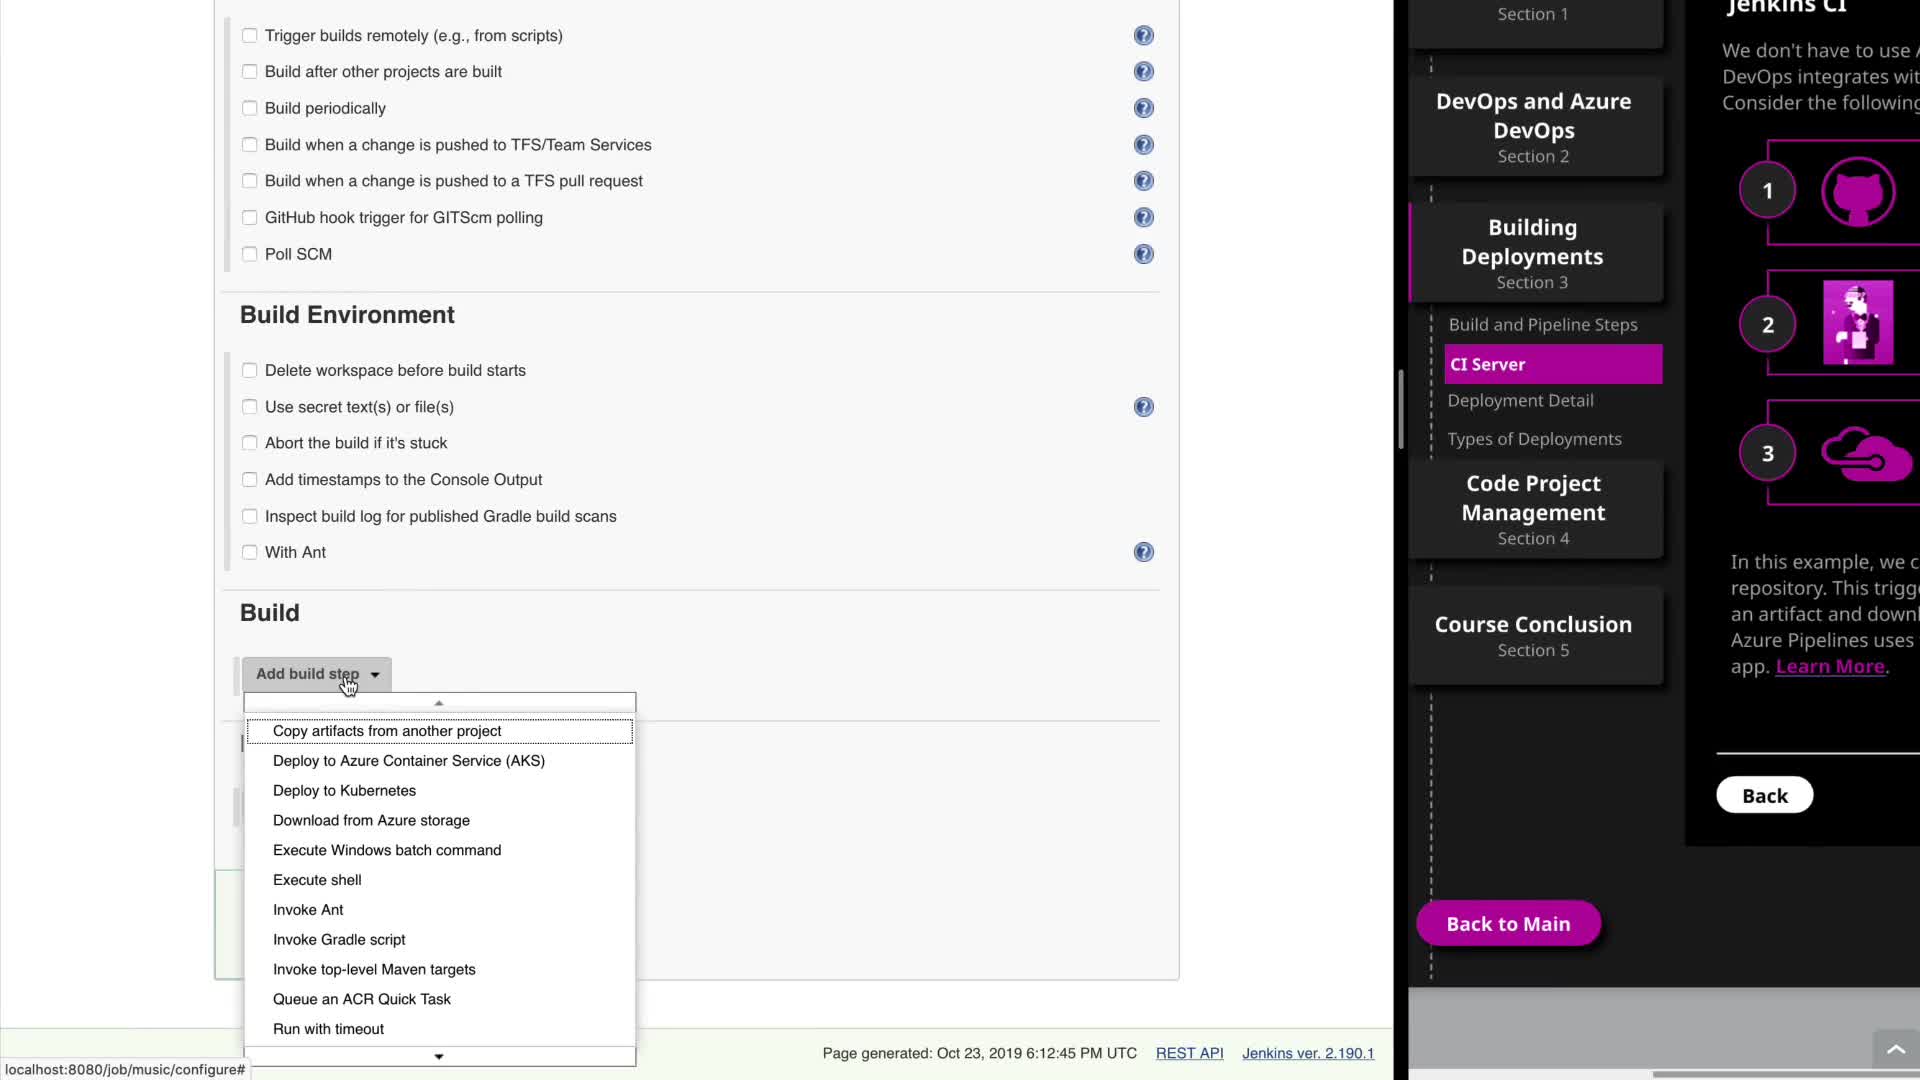 Trigger builds remotely (e.g., from scripts)
Build after other projects are built
Build periodically
Build when a change is pushed to TFS/Team Services
Build when a change is pushed to a TFS pull request
GitHub hook trigger for GITScm polling
Poll SCM
Build Environment
Delete workspace before build starts
Use secret text(s) or file(s)
Abort the build if it's stuck
Add timestamps to the Console Output
Inspect build log for published Gradle build scans
With Ant
Build
Add build step
Copy artifacts from another project
Deploy to Azure Container Service (AKS)
Deploy to Kubernetes
Download from Azure storage
Execute Windows batch command
Execute shell
Invoke Ant
Invoke Gradle script
Invoke top-level Maven targets
Queue an ACR Quick Task
Run with timeout
Page generated: Oct 23, 2019 6:12:45 PM UTC
REST API
Jenkins ver. 2.190.1
localhost:8080/job/music/configure#
Section 1
DevOps and Azure
DevOps
Section 2
Building
Deployments
Section 3
Build and Pipeline Steps
CI Server
Deployment Detail
Types of Deployments
Code Project
Management
Section 4
Course Conclusion
Section 5
Back to Main
Jenkins CI
We don't have to use
DevOps integrates
Consider the following
1
2
3
In this example, we
repository. This
an artifact and
Azure Pipelines uses
app. Learn More.
Back